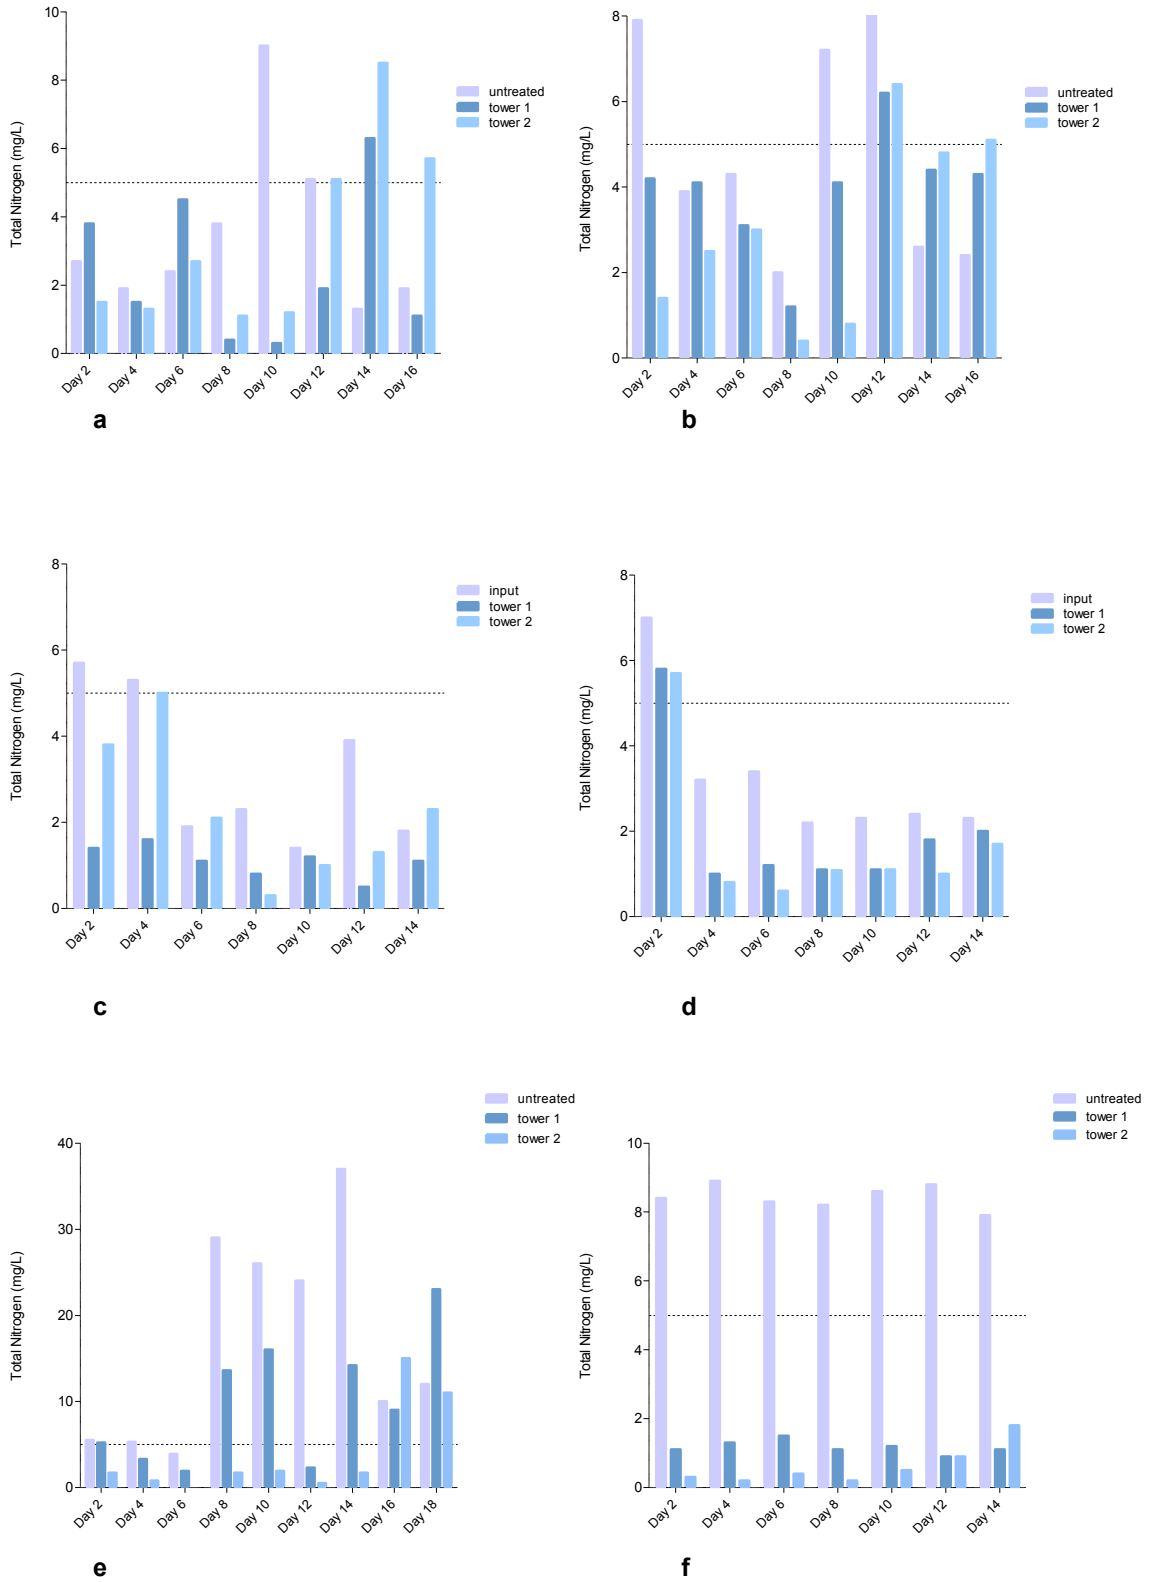 Total Nitrogen (mg/L)
10
8
6
4
2
0
Day 2
Day 4
Day 6
Day 8
Day 10
Day 12
Day 14
Day 16
untreated
tower 1
tower 2
a
Total Nitrogen (mg/L)
8
6
4
2
0
Day 2
Day 4
Day 6
Day 8
Day 10
Day 12
Day 14
Day 16
untreated
tower 1
tower 2
b
Total Nitrogen (mg/L)
8
6
4
2
0
Day 2
Day 4
Day 6
Day 8
Day 10
Day 12
Day 14
input
tower 1
tower 2
c
Total Nitrogen (mg/L)
8
6
4
2
0
Day 2
Day 4
Day 6
Day 8
Day 10
Day 12
Day 14
input
tower 1
tower 2
d
Total Nitrogen (mg/L)
40
30
20
10
0
Day 2
Day 4
Day 6
Day 8
Day 10
Day 12
Day 14
Day 16
Day 18
untreated
tower 1
tower 2
e
Total Nitrogen (mg/L)
10
8
6
4
2
0
Day 2
Day 4
Day 6
Day 8
Day 10
Day 12
Day 14
untreated
tower 1
tower 2
f